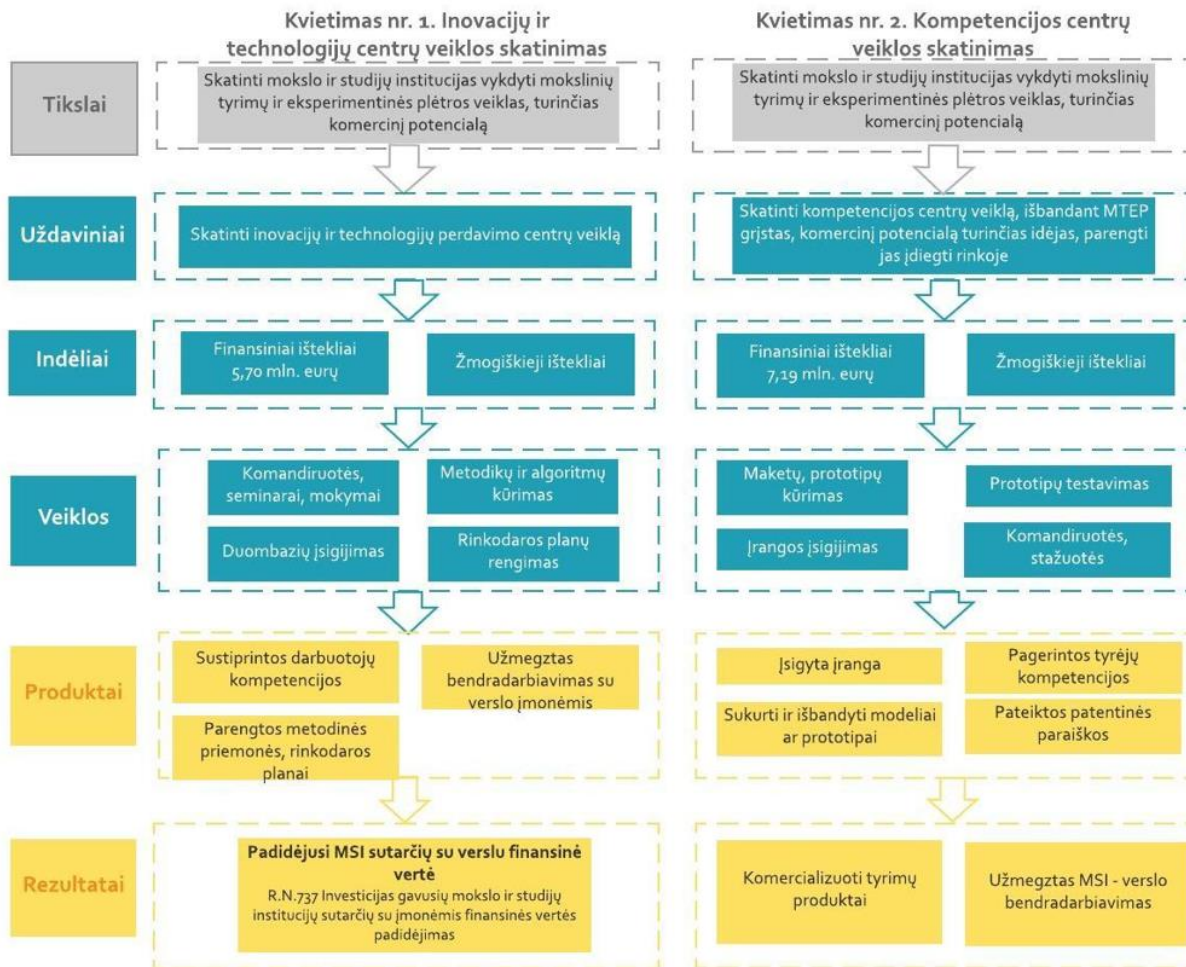 Kvietimas nr. 1. Inovacijų ir
technologijų centrų veiklos skatinimas
Kvietimas nr. 2. Kompetencijos centrų
veiklos skatinimas
Tikslai
Skatinti mokslo ir studijų institucijas vykdyti mokslinių
tyrimų ir eksperimentinės plėtros veiklas, turinčias
komercinį potencialą
Skatinti mokslo ir studijų institucijas vykdyti mokslinių
tyrimų ir eksperimentinės plėtros veiklas, turinčias
komercinį potencialą
Uždaviniai
Skatinti inovacijų ir technologijų perdavimo centrų veiklą
Skatinti kompetencijos centrų veiklą, išbandant MTEP
grįstas, komercinį potencialą turinčias idėjas, parengti
jas įdiegti rinkoje
Indėliai
Finansiniai ištekliai
5,70 mln. eurų
Žmogiškieji ištekliai
Finansiniai ištekliai
7,19 mln. eurų
Žmogiškieji ištekliai
Veiklos
Komandiruotės,
seminarai, mokymai
Metodikų ir algoritmų
kūrimas
Duombazių įsigijimas
Rinkodaros planų
rengimas
Maketų, prototipų
kūrimas
Prototipų testavimas
Įrangos įsigijimas
Komandiruotės,
stažuotės
Produktai
Sustiprintos darbuotojų
kompetencijos
Užmegztas
bendradarbiavimas su
verslo įmonėmis
Parengtos metodinės
priemonės, rinkodaros
planai
Įsigyta įranga
Pagerintos tyrėjų
kompetencijos
Sukurti ir išbandyti modeliai
ar prototipai
Pateiktos patentinės
paraiškos
Rezultatai
Padidėjusi MSI sutarčių su verslu finansinė
vertė
R.N.737 Investicijas gavusių mokslo ir studijų
institucijų sutarčių su įmonėmis finansinės vertės
padidėjimas
Komercializuoti tyrimų
produktai
Užmegztas MSI - verslo
bendradarbiavimas